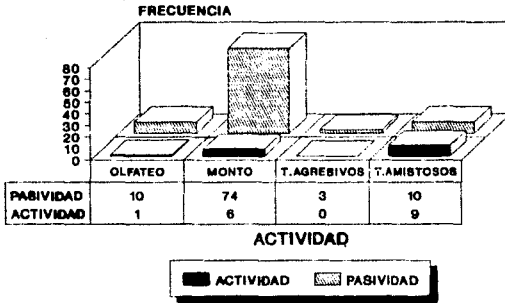 FRECUENCIA
80
70
60
50
40
30
20
10
0
OLFATEO MONTO T.AGRESIVOS T.AMISTOSOS
PASIVIDAD 10 74 3 10
ACTIVIDAD 1 6 0 9
ACTIVIDAD
ACTIVIDAD PASIVIDAD